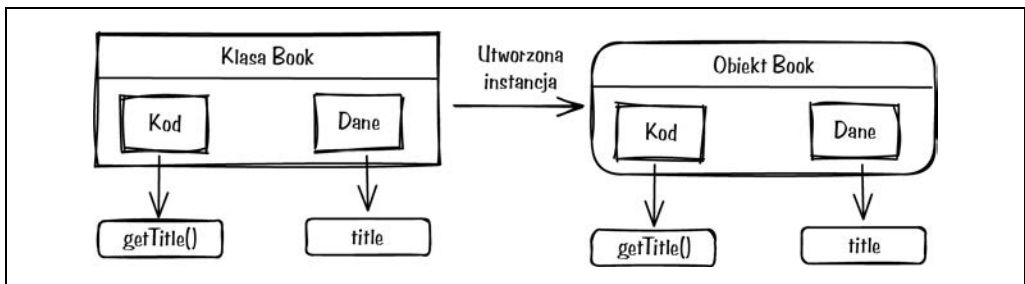 Klasa Book
Kod
Dane
getTitle()
title
Utworzona
instancja
Obiekt Book
Kod
Dane
getTitle()
title